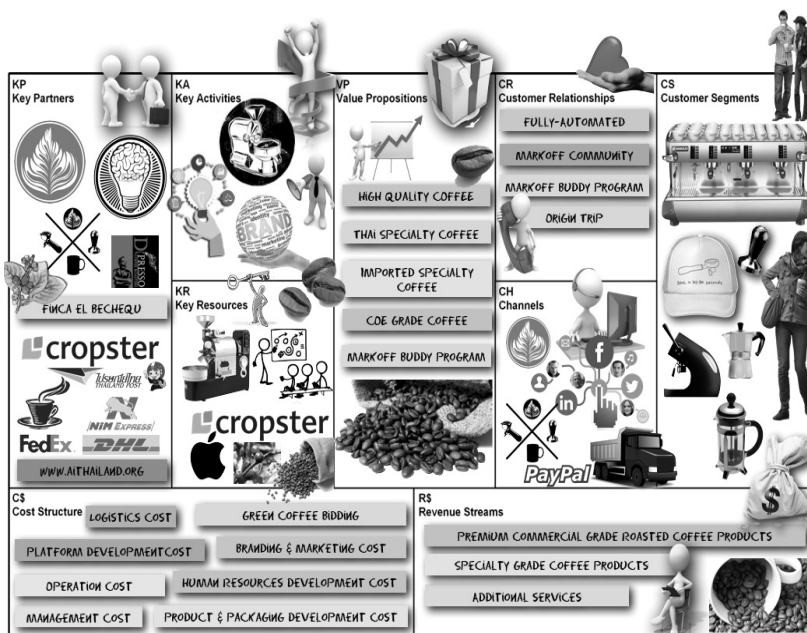 KP
Key Partners
FINCA EL BECHEQU
cropster
ไปรษณีย์ไทย
THAILAND POST
NiM EXPRESS
FedEx
DHL
WWW.AITHAILAND.ORG
KA
Key Activities
BRAND
identity
KR
Key Resources
cropster
VP
Value Propositions
HIGH QUALITY COFFEE
THAI SPECIALTY COFFEE
IMPORTED SPECIALTY
COFFEE
COE GRADE COFFEE
MARKOFF BUDDY PROGRAM
CR
Customer Relationships
FULLY-AUTOMATED
MARKOFF COMMUNITY
MARKOFF BUDDY PROGRAM
ORIGIN TRIP
CH
Channels
f
in
PayPal
CS
Customer Segments
C$
Cost Structure
LOGISTICS COST
GREEN COFFEE BIDDING
PLATFORM DEVELOPMENTCOST
BRANDING & MARKETING COST
OPERATION COST
HUMAN RESOURCES DEVELOPMENT COST
MANAGEMENT COST
PRODUCT & PACKAGING DEVELOPMENT COST
R$
Revenue Streams
$
PREMIUM COMMERCIAL GRADE ROASTED COFFEE PRODUCTS
SPECIALTY GRADE COFFEE PRODUCTS
ADDITIONAL SERVICES